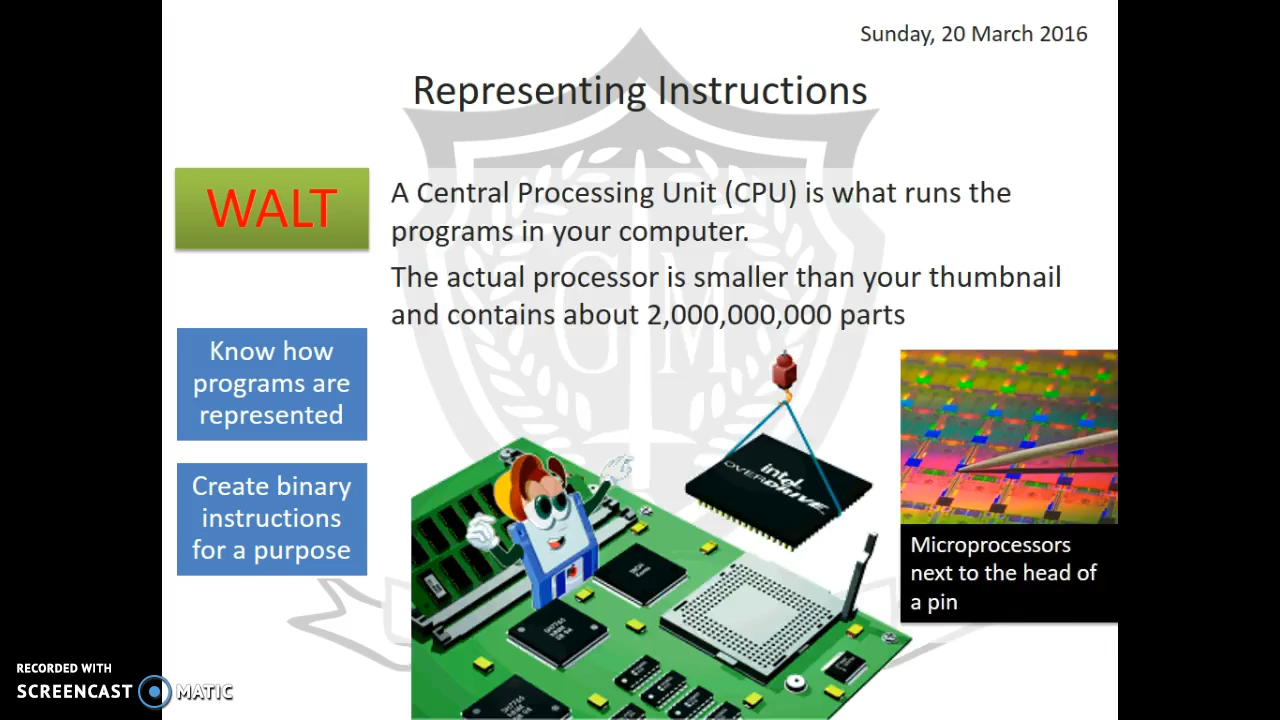 Sunday, 20 March 2016
Representing Instructions
WALT
A Central Processing Unit (CPU) is what runs the
programs in your computer.
The actual processor is smaller than your thumbnail
and contains about 2,000,000,000 parts
Know how
programs are
represented
Create binary
instructions
for a purpose
intel
OVERDRIVE
Microprocessors
next to the head of
a pin
C M
RECORDED WITH
SCREENCAST MATIC